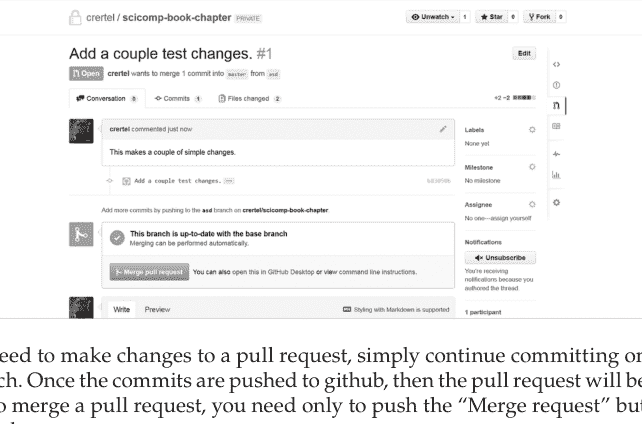 crertel / scicomp-book-chapter PRIVATE
Unwatch 1 Star 0 Fork 0
Add a couple test changes. #1
Edit
Open crertel wants to merge 1 commit into master from asd
Conversation 0 Commits 1 Files changed 2
+2 −2
crertel commented just now
This makes a couple of simple changes.
Add a couple test changes.
Labels
None yet
Milestone
No milestone
Assignee
No one—assign yourself
Notifications
Unsubscribe
You're receiving
notifications because you
authored the thread
1 participant
Add more commits by pushing to the asd branch on crertel/scicomp-book-chapter.
This branch is up-to-date with the base branch
Merging can be performed automatically.
Merge pull request You can also open this in GitHub Desktop or view command line instructions.
Write Preview Styling with Markdown is supported
eed to make changes to a pull request, simply continue committing on
ch. Once the commits are pushed to github, then the pull request will be
o merge a pull request, you need only to push the “Merge request” but